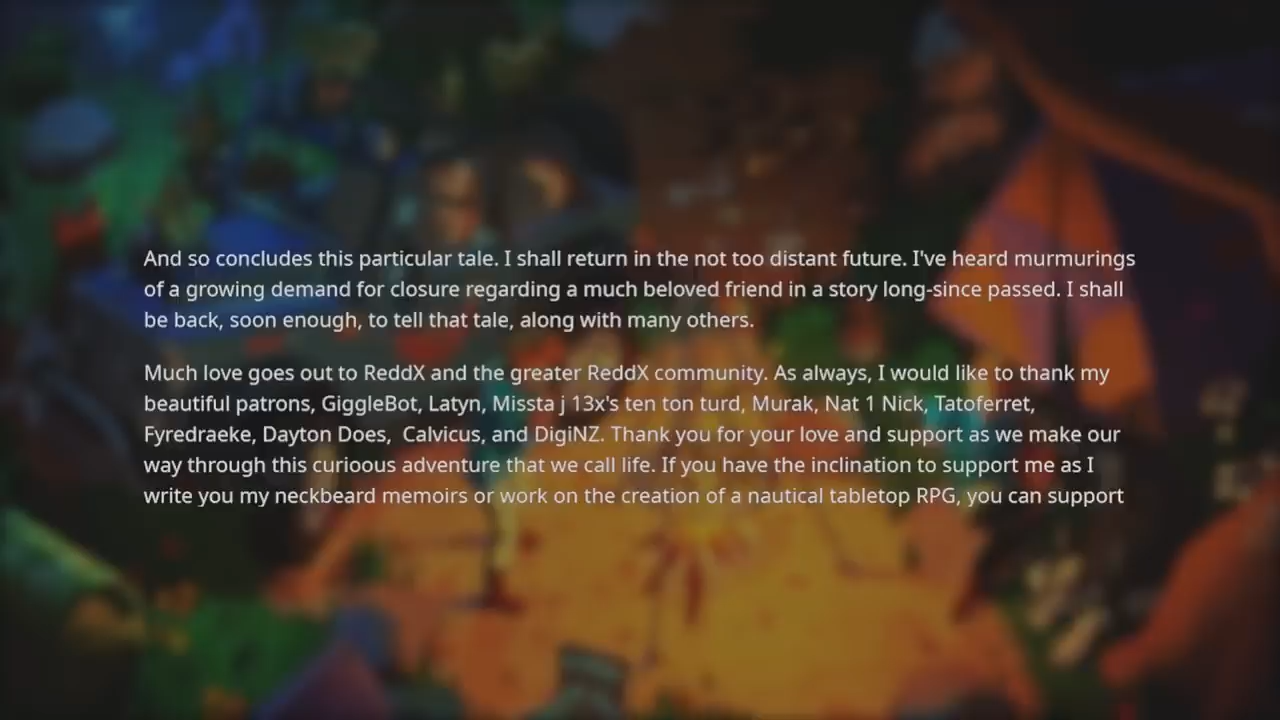 And so concludes this particular tale. I shall return in the not too distant future. I've heard murmurings
of a growing demand for closure regarding a much beloved friend in a story long-since passed. I shall
be back, soon enough, to tell that tale, along with many others.
Much love goes out to ReddX and the greater ReddX community. As always, I would like to thank my
beautiful patrons, GiggleBot, Latyn, Missta j 13x's ten ton turd, Murak, Nat 1 Nick, Tatoferret,
Fyredraeke, Dayton Does,  Calvicus, and DigiNZ. Thank you for your love and support as we make our
way through this curioous adventure that we call life. If you have the inclination to support me as I
write you my neckbeard memoirs or work on the creation of a nautical tabletop RPG, you can support